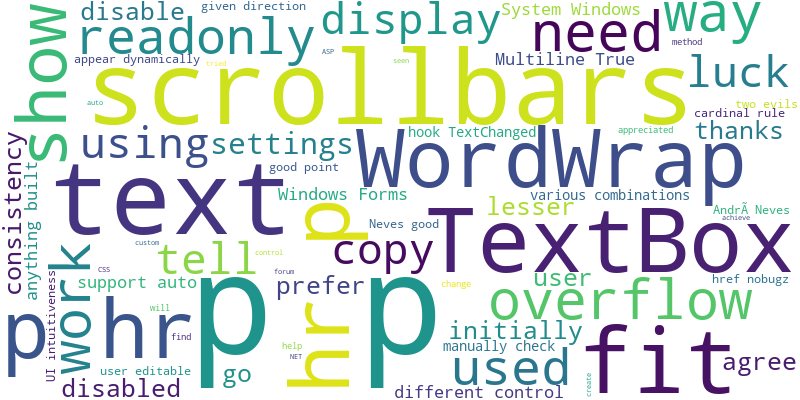 disable
given direction
display
System Windows
way
show
readonly
need
appear dynamically
tried
ASP
seen
Multiline True
method
luck
auto
scrollbars
two evils
cardinal rule
consistency
using
settings
hook TextChanged
appreciated
thanks
WordWrap
good point
text
anything built
Windows Forms
various combinations
p
lesser
André Neves
achieve
custom
Neves good
TextBox
work
tell
copy
control
CSS
forum
support auto
prefer
change
user
href nobugz
UI intuitiveness
p
hr
p
p
hr
overflow
will
find
initially
fit
help
manually check
NET
used
agree
user editable
go
create
disabled
different control